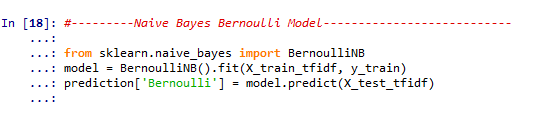 In [18]: #---------Naive Bayes Bernoulli Model---------------------------
...:
...: from sklearn.naive_bayes import BernoulliNB
...: model = BernoulliNB().fit(X_train_tfidf, y_train)
...: prediction['Bernoulli'] = model.predict(X_test_tfidf)
...: